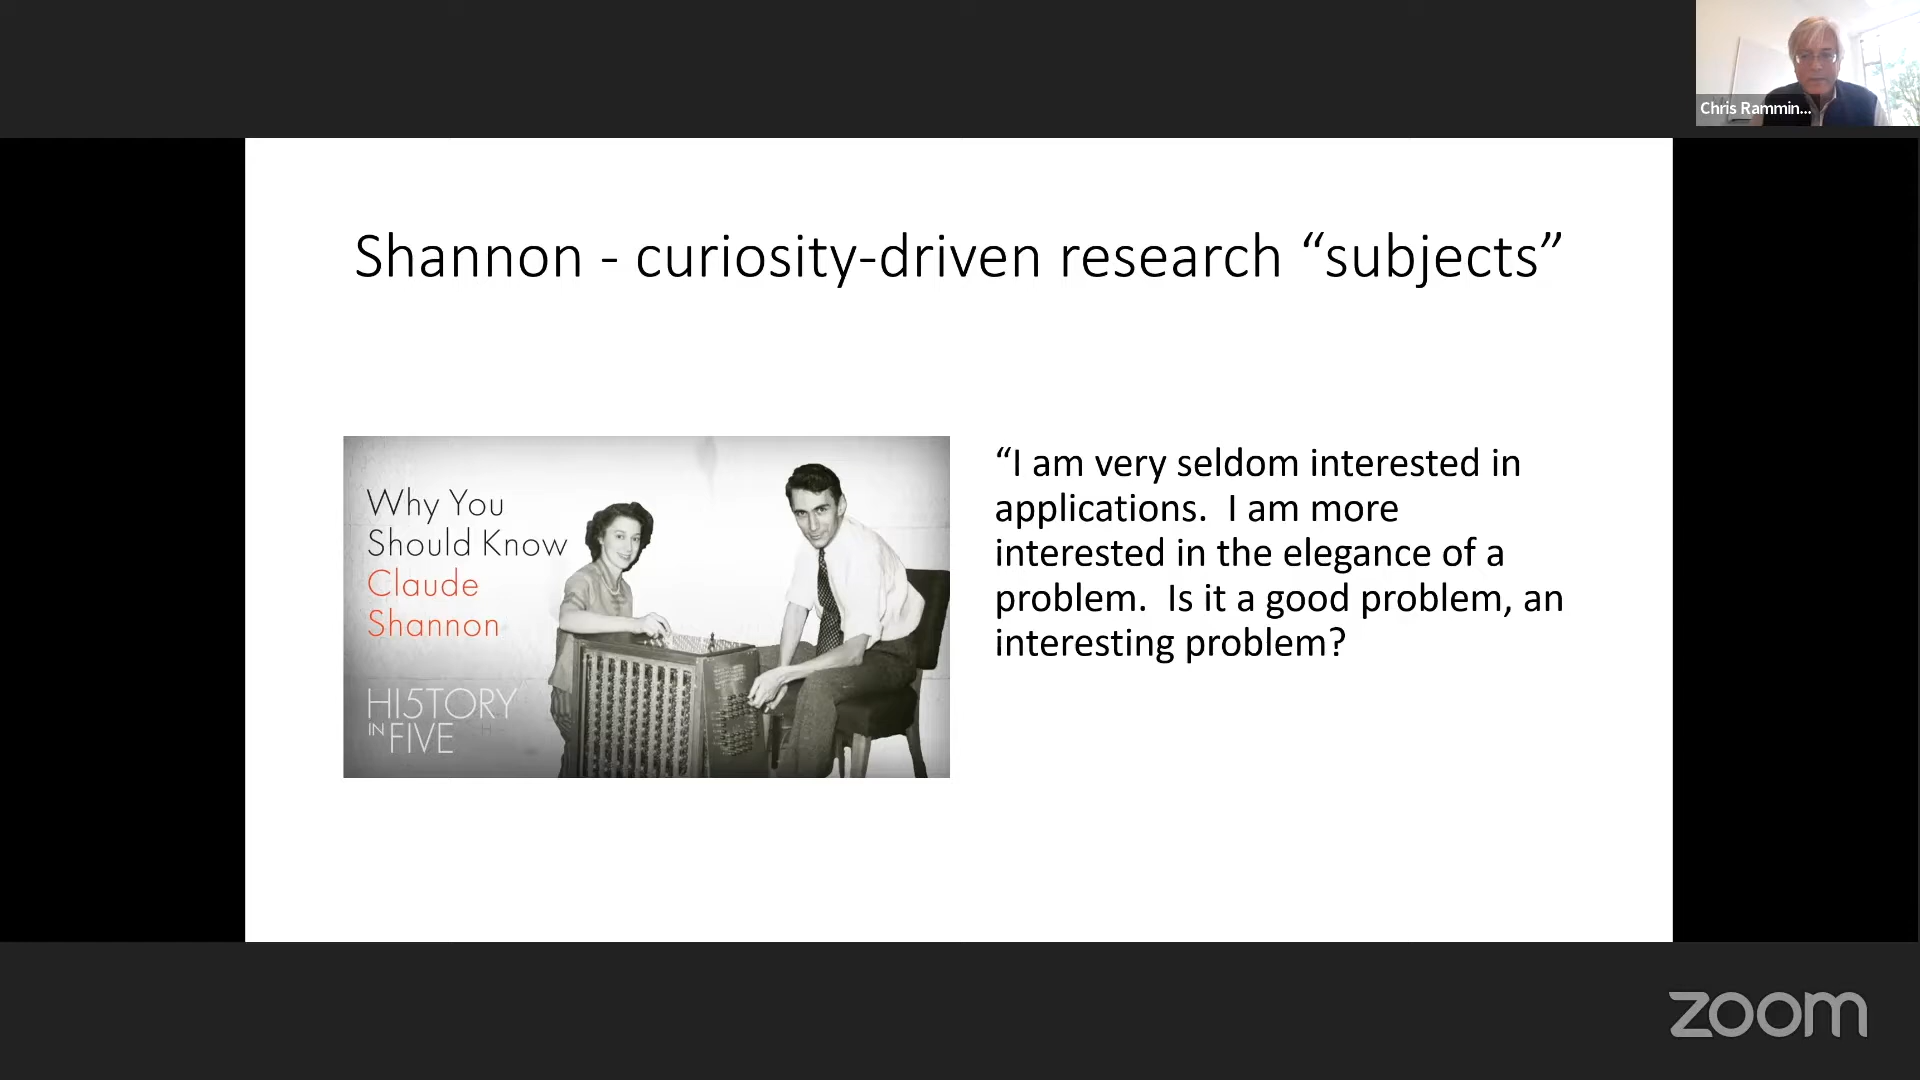 Chris Rammin...
Shannon - curiosity-driven research “subjects”
Why You
Should Know
Claude
Shannon
HI5TORY
IN FIVE
“I am very seldom interested in
applications.  I am more
interested in the elegance of a
problem.  Is it a good problem, an
interesting problem?
zoom